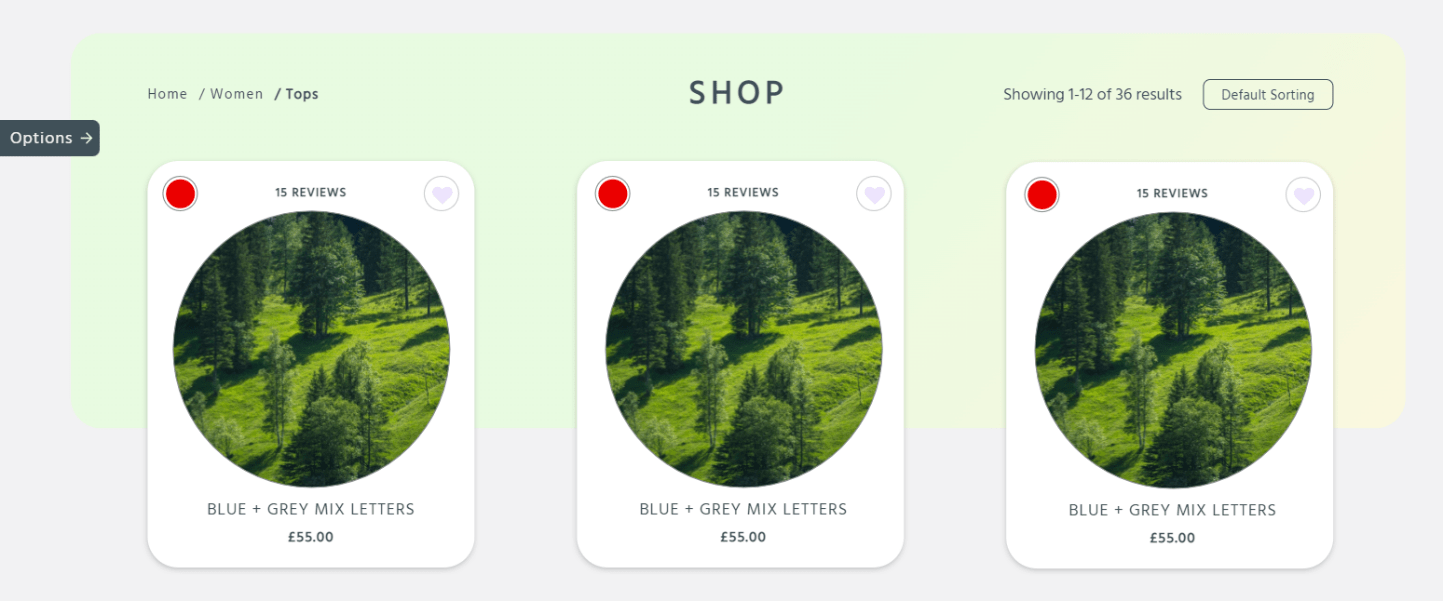 Home / Women / Tops
SHOP
Showing 1-12 of 36 results
Default Sorting
Options →
15 REVIEWS
BLUE + GREY MIX LETTERS
£55.00
15 REVIEWS
BLUE + GREY MIX LETTERS
£55.00
15 REVIEWS
BLUE + GREY MIX LETTERS
£55.00